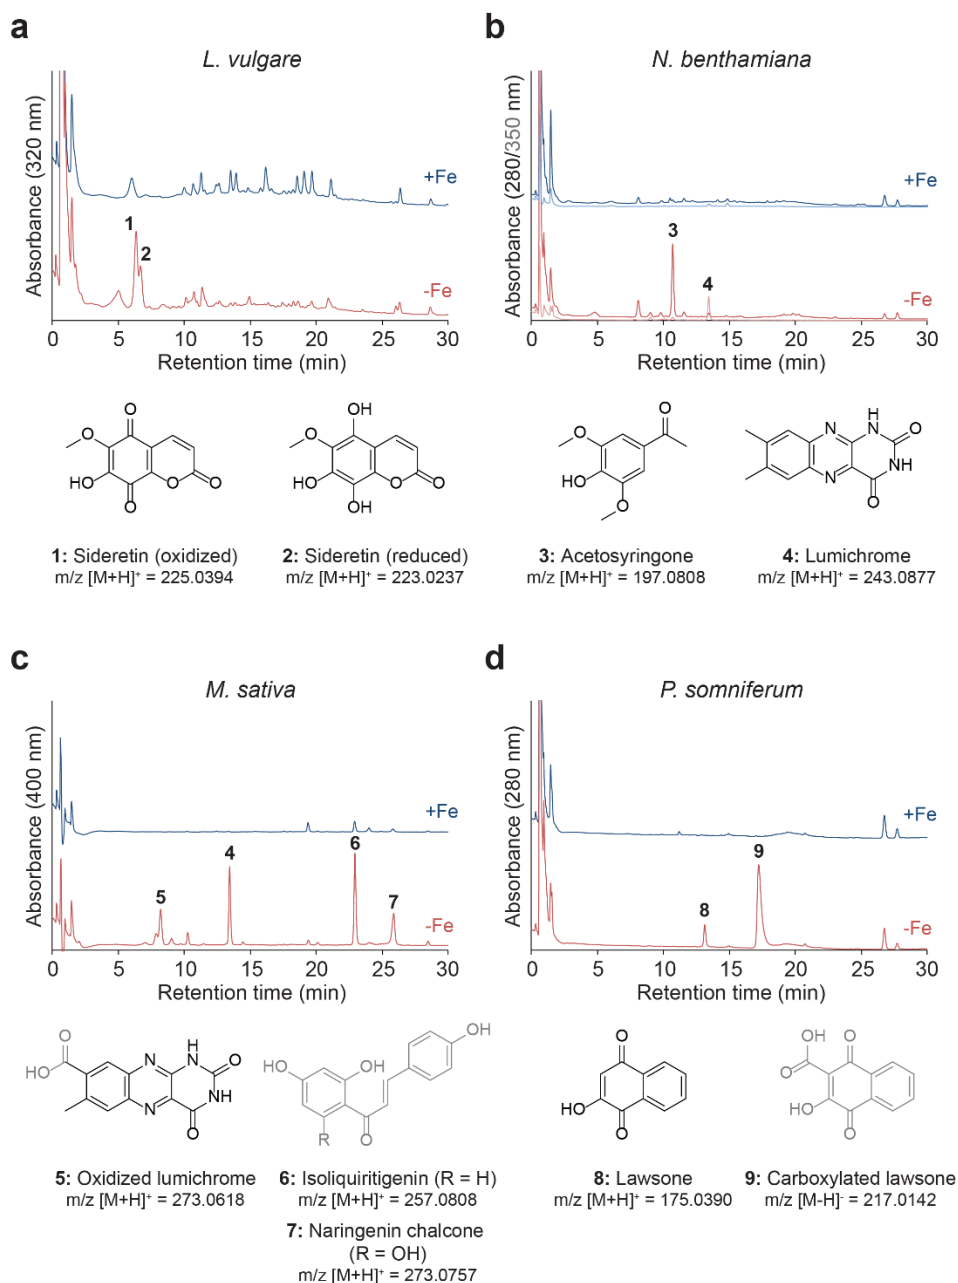 a
L. vulgare
Absorbance (320 nm)
+Fe
1
2
-Fe
0 5 10 15 20 25 30
Retention time (min)
b
N. benthamiana
Absorbance (280/350 nm)
+Fe
3
4
-Fe
0 5 10 15 20 25 30
Retention time (min)
O
O
HO
O
O
O
1: Sideretin (oxidized)
m/z [M+H]+ = 225.0394
OH
O
HO
OH
O
O
2: Sideretin (reduced)
m/z [M+H]+ = 223.0237
O
O
HO
O
3: Acetosyringone
m/z [M+H]+ = 197.0808
H
N
N
O
NH
N
O
4: Lumichrome
m/z [M+H]+ = 243.0877
c
M. sativa
Absorbance (400 nm)
+Fe
5
4
6
7
-Fe
0 5 10 15 20 25 30
Retention time (min)
d
P. somniferum
Absorbance (280 nm)
+Fe
8
9
-Fe
0 5 10 15 20 25 30
Retention time (min)
O
HO
H
N
N
O
NH
N
O
5: Oxidized lumichrome
m/z [M+H]+ = 273.0618
OH
HO
OH
R
O
6: Isoliquiritigenin (R = H)
m/z [M+H]+ = 257.0808
7: Naringenin chalcone
(R = OH)
m/z [M+H]+ = 273.0757
O
HO
O
8: Lawsone
m/z [M+H]+ = 175.0390
OH
O
O
HO
O
9: Carboxylated lawsone
m/z [M-H]- = 217.0142